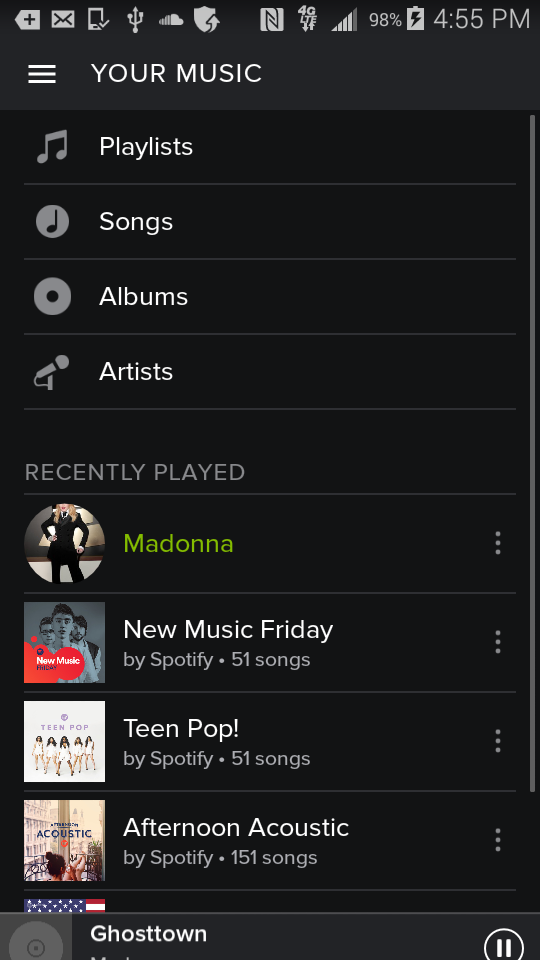 4G
LTE
98%
4:55 PM
YOUR MUSIC
Playlists
Songs
Albums
Artists
RECENTLY PLAYED
Madonna
New Music Friday
by Spotify • 51 songs
New Music
FRIDAY
Teen Pop!
by Spotify • 51 songs
TEEN POP
Afternoon Acoustic
by Spotify • 151 songs
AFTERNOON
ACOUSTIC
Ghosttown